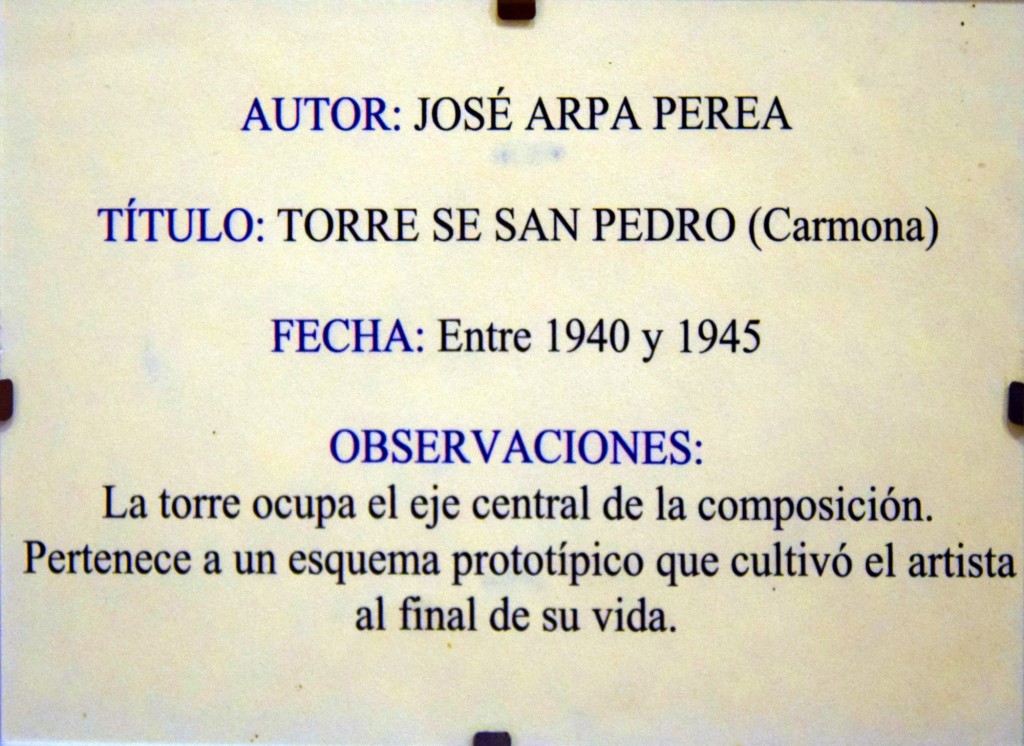 AUTOR: JOSÉ ARPA PEREA
TÍTULO: TORRE SE SAN PEDRO (Carmona)
FECHA: Entre 1940 y 1945
OBSERVACIONES:
La torre ocupa el eje central de la composición.
Pertenece a un esquema prototípico que cultivó el artista
al final de su vida.